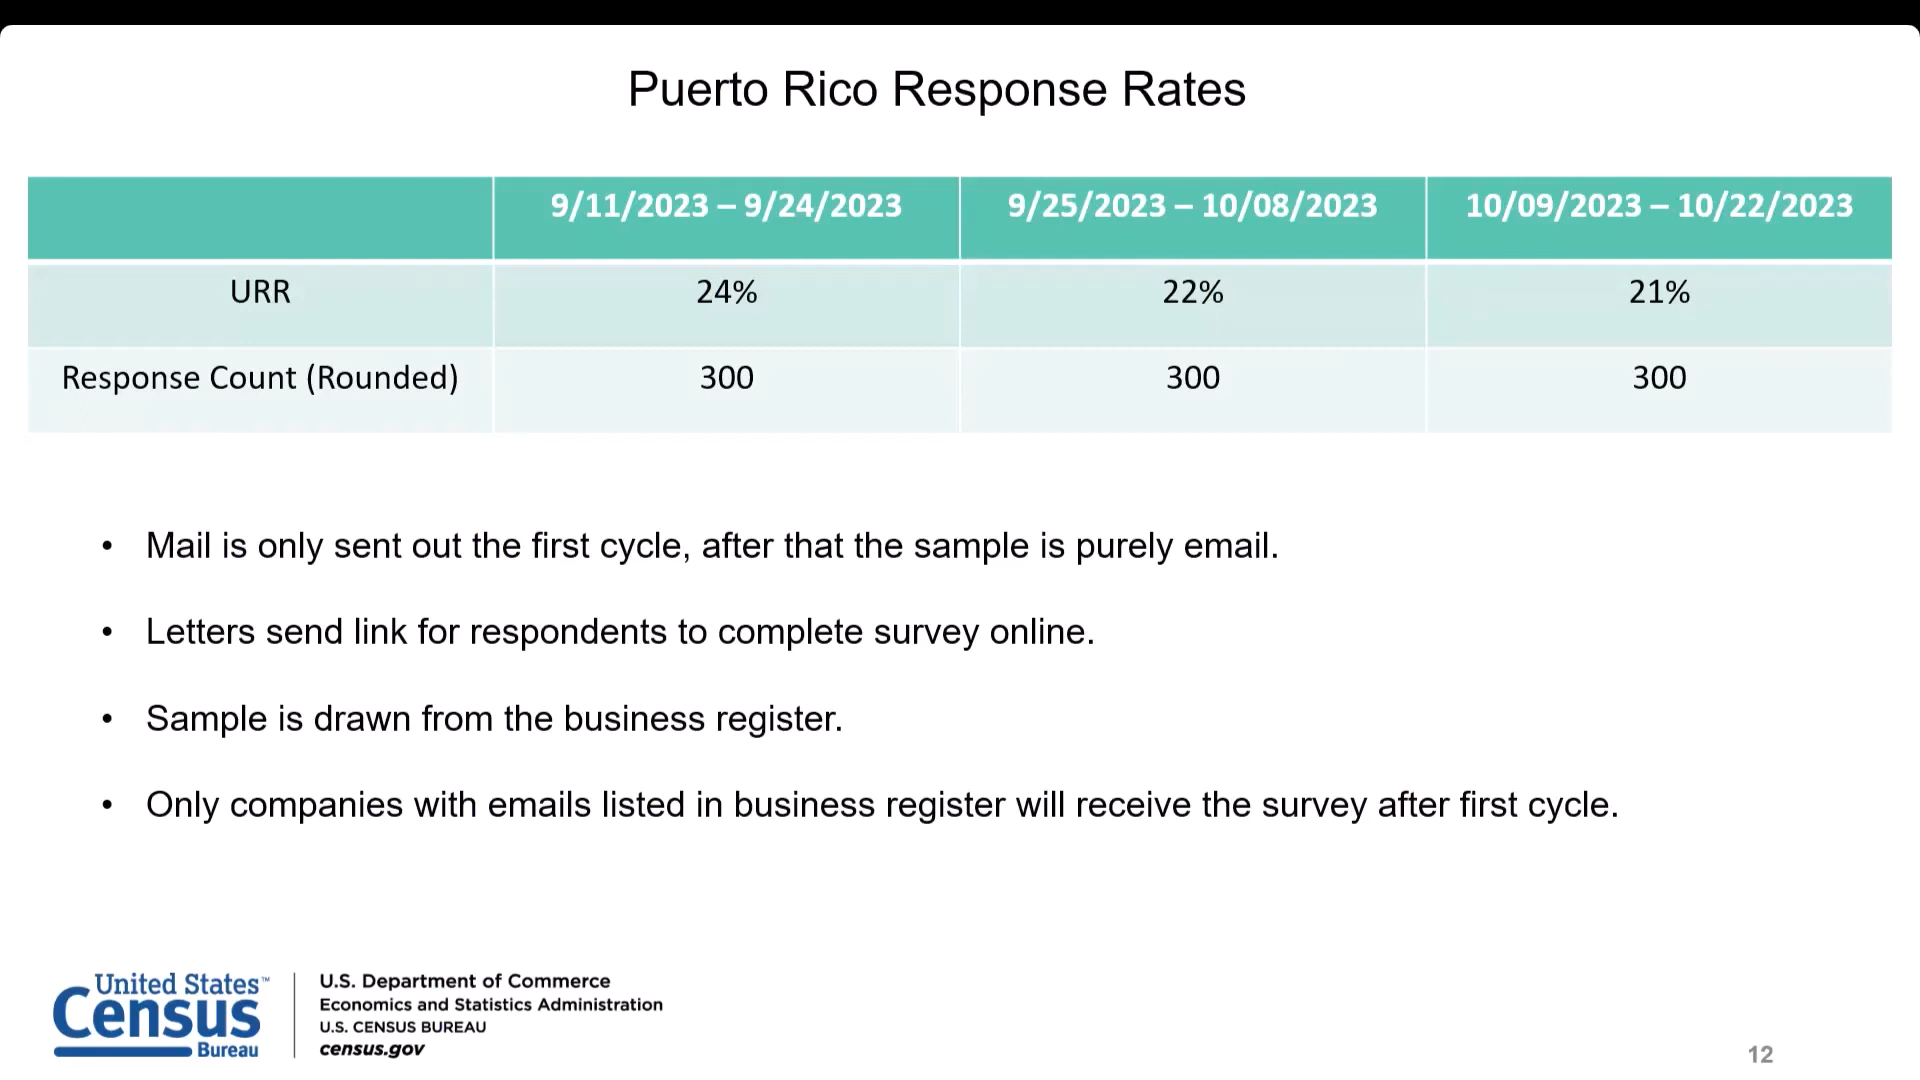 Puerto Rico Response Rates
9/11/2023 – 9/24/2023 9/25/2023 – 10/08/2023 10/09/2023 – 10/22/2023
URR 24% 22% 21%
Response Count (Rounded) 300 300 300
• Mail is only sent out the first cycle, after that the sample is purely email.
• Letters send link for respondents to complete survey online.
• Sample is drawn from the business register.
• Only companies with emails listed in business register will receive the survey after first cycle.
United States™
Census
Bureau
U.S. Department of Commerce
Economics and Statistics Administration
U.S. CENSUS BUREAU
census.gov
12